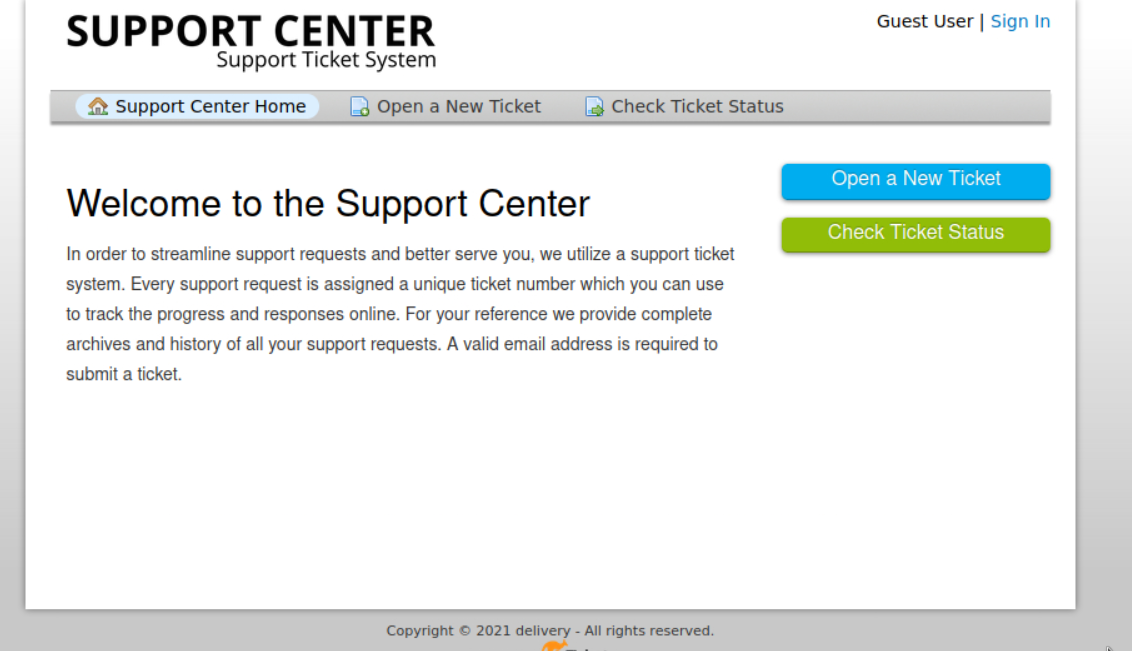 SUPPORT CENTER
Support Ticket System
Guest User | Sign In
Support Center Home
Open a New Ticket
Check Ticket Status
Welcome to the Support Center
In order to streamline support requests and better serve you, we utilize a support ticket
system. Every support request is assigned a unique ticket number which you can use
to track the progress and responses online. For your reference we provide complete
archives and history of all your support requests. A valid email address is required to
submit a ticket.
Open a New Ticket
Check Ticket Status
Copyright © 2021 delivery - All rights reserved.